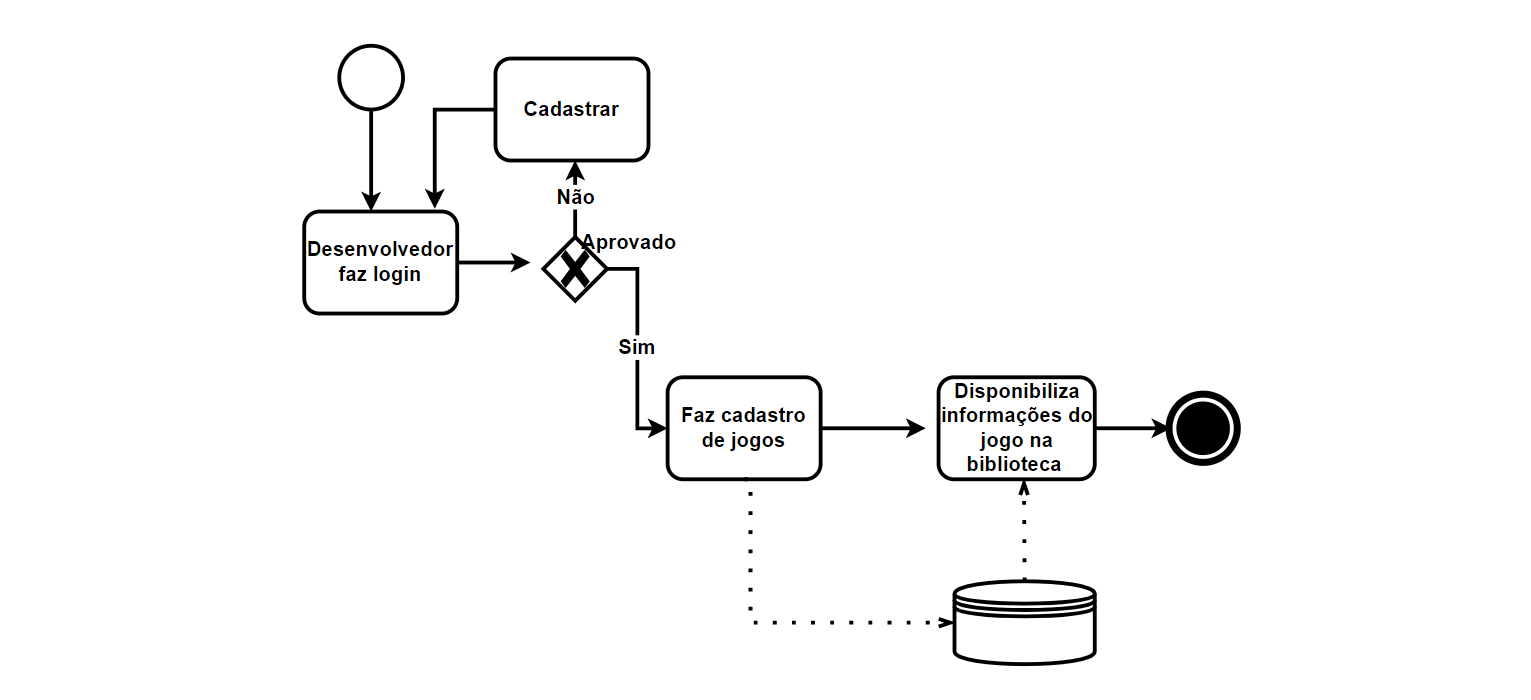 Cadastrar
Não
Aprovado
Desenvolvedor
faz login
Sim
Faz cadastro
de jogos
Disponibiliza
informações do
jogo na
biblioteca